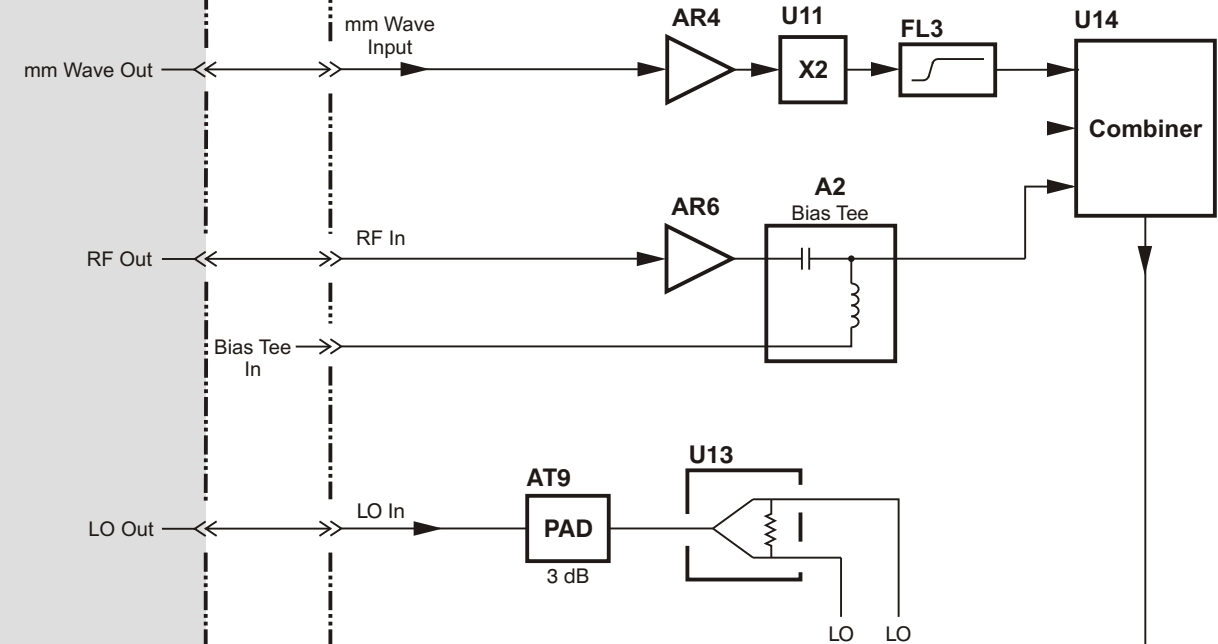 AR4
U11
FL3
U14
mm Wave
Input
mm Wave Out
X2
Combiner
A2
Bias Tee
AR6
RF In
RF Out
Bias Tee
In
U13
AT9
LO In
LO Out
PAD
3 dB
LO LO